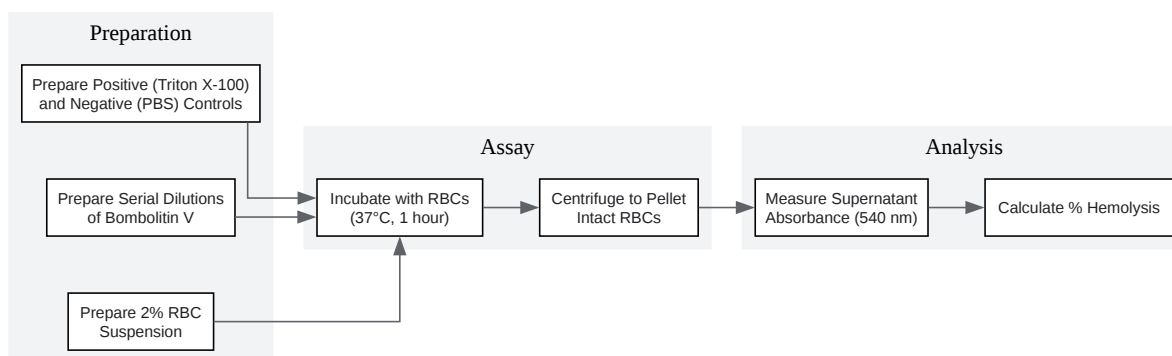 Preparation
Prepare Positive (Triton X-100)
and Negative (PBS) Controls
Prepare Serial Dilutions
of Bombolitin V
Prepare 2% RBC
Suspension
Assay
Incubate with RBCs
(37°C, 1 hour)
Centrifuge to Pellet
Intact RBCs
Analysis
Measure Supernatant
Absorbance (540 nm)
Calculate % Hemolysis